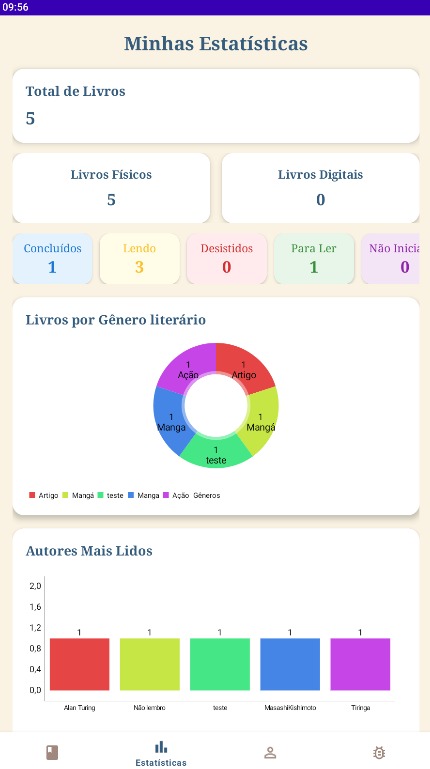 09:56
Minhas Estatísticas
Total de Livros
5
Livros Físicos
5
Livros Digitais
0
Concluídos
1
Lendo
3
Desistidos
0
Para Ler
1
Não Inicia
0
Livros por Gênero literário
1
Ação
1
Artigo
1
Manga
1
Mangá
1
teste
Artigo Mangá teste Manga Ação Gêneros
Autores Mais Lidos
2,0
1,6
1,2
0,8
0,4
0,0
1 1 1 1 1
Alan Turing Não lembro teste MasashiKishimoto Tiringa
Estatísticas